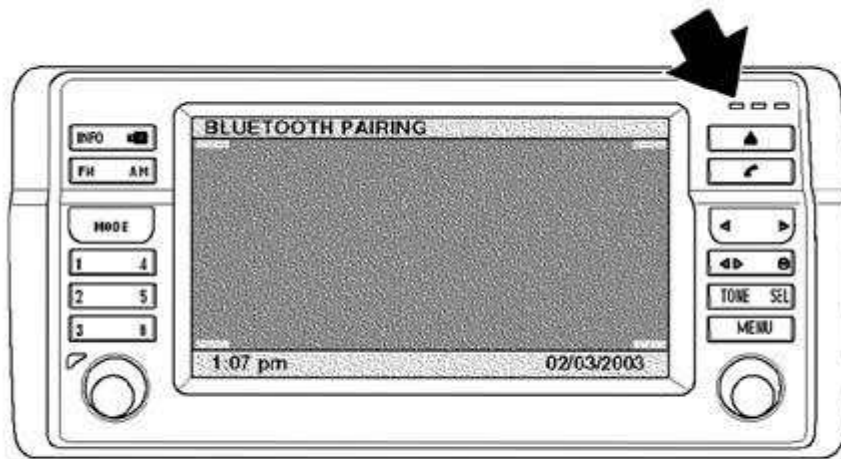 BLUETOOTH PAIRING
INFO
FM AM
MODE
1 4
2 5
3 6
TONE SEL
MENU
1:07 pm 02/03/2003